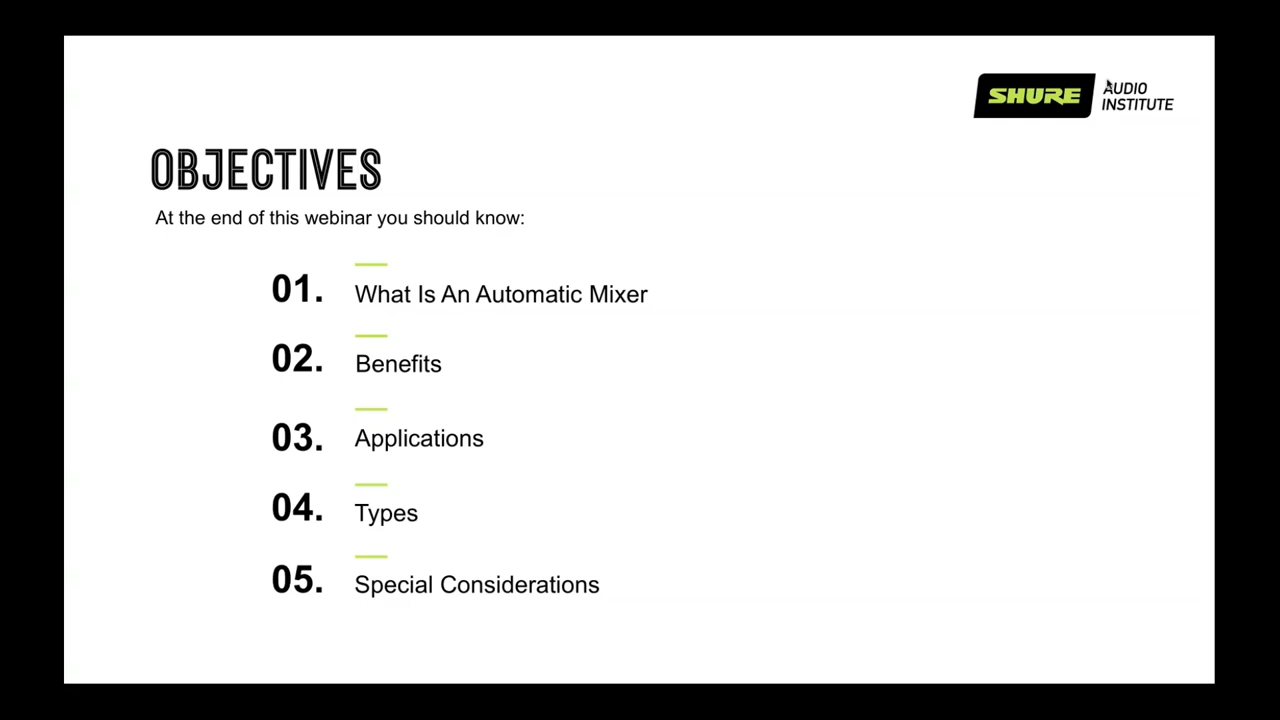 SHURE AUDIO
INSTITUTE
OBJECTIVES
At the end of this webinar you should know:
01. What Is An Automatic Mixer
02. Benefits
03. Applications
04. Types
05. Special Considerations